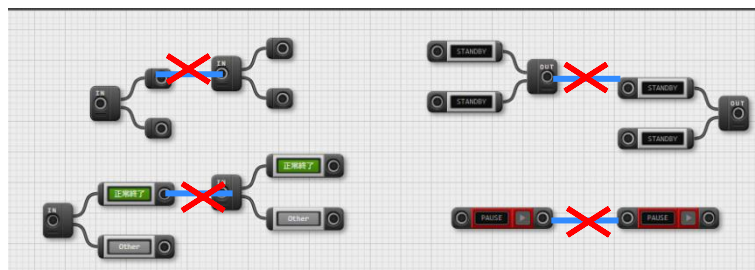 IN
IN
STANDBY
STANDBY
OUT
STANDBY
STANDBY
OUT
IN
正常終了
Other
IN
正常終了
Other
PAUSE
PAUSE